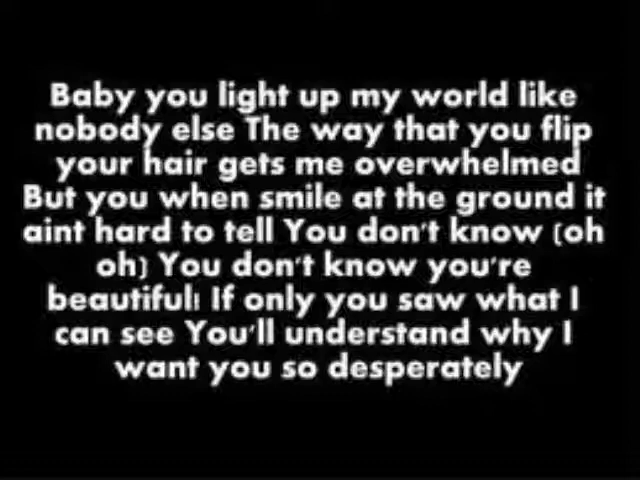 Baby you light up my world like
nobody else The way that you flip
your hair gets me overwhelmed
But you when smile at the ground it
aint hard to tell You don't know (oh
oh) You don't know you're
beautiful! If only you saw what I
can see You'll understand why I
want you so desperately